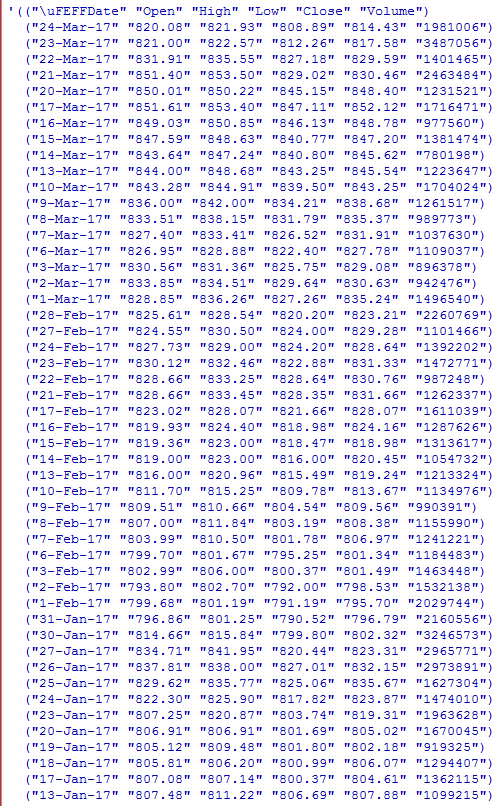 '(("\uFEFFDate" "Open" "High" "Low" "Close" "Volume")
("24-Mar-17" "820.08" "821.93" "808.89" "814.43" "1981006")
("23-Mar-17" "821.00" "822.57" "812.26" "817.58" "3487056")
("22-Mar-17" "831.91" "835.55" "827.18" "829.59" "1401465")
("21-Mar-17" "851.40" "853.50" "829.02" "830.46" "2463484")
("20-Mar-17" "850.01" "850.22" "845.15" "848.40" "1231521")
("17-Mar-17" "851.61" "853.40" "847.11" "852.12" "1716471")
("16-Mar-17" "849.03" "850.85" "846.13" "848.78" "977560")
("15-Mar-17" "847.59" "848.63" "840.77" "847.20" "1381474")
("14-Mar-17" "843.64" "847.24" "840.80" "845.62" "780198")
("13-Mar-17" "844.00" "848.68" "843.25" "845.54" "1223647")
("10-Mar-17" "843.28" "844.91" "839.50" "843.25" "1704024")
("9-Mar-17" "836.00" "842.00" "834.21" "838.68" "1261517")
("8-Mar-17" "833.51" "838.15" "831.79" "835.37" "989773")
("7-Mar-17" "827.40" "833.41" "826.52" "831.91" "1037630")
("6-Mar-17" "826.95" "828.88" "822.40" "827.78" "1109037")
("3-Mar-17" "830.56" "831.36" "825.75" "829.08" "896378")
("2-Mar-17" "833.85" "834.51" "829.64" "830.63" "942476")
("1-Mar-17" "828.85" "836.26" "827.26" "835.24" "1496540")
("28-Feb-17" "825.61" "828.54" "820.20" "823.21" "2260769")
("27-Feb-17" "824.55" "830.50" "824.00" "829.28" "1101466")
("24-Feb-17" "827.73" "829.00" "824.20" "828.64" "1392202")
("23-Feb-17" "830.12" "832.46" "822.88" "831.33" "1472771")
("22-Feb-17" "828.66" "833.25" "828.64" "830.76" "987248")
("21-Feb-17" "828.66" "833.45" "828.35" "831.66" "1262337")
("17-Feb-17" "823.02" "828.07" "821.66" "828.07" "1611039")
("16-Feb-17" "819.93" "824.40" "818.98" "824.16" "1287626")
("15-Feb-17" "819.36" "823.00" "818.47" "818.98" "1313617")
("14-Feb-17" "819.00" "823.00" "816.00" "820.45" "1054732")
("13-Feb-17" "816.00" "820.96" "815.49" "819.24" "1213324")
("10-Feb-17" "811.70" "815.25" "809.78" "813.67" "1134976")
("9-Feb-17" "809.51" "810.66" "804.54" "809.56" "990391")
("8-Feb-17" "807.00" "811.84" "803.19" "808.38" "1155990")
("7-Feb-17" "803.99" "810.50" "801.78" "806.97" "1241221")
("6-Feb-17" "799.70" "801.67" "795.25" "801.34" "1184483")
("3-Feb-17" "802.99" "806.00" "800.37" "801.49" "1463448")
("2-Feb-17" "793.80" "802.70" "792.00" "798.53" "1532138")
("1-Feb-17" "799.68" "801.19" "791.19" "795.70" "2029744")
("31-Jan-17" "796.86" "801.25" "790.52" "796.79" "2160556")
("30-Jan-17" "814.66" "815.84" "799.80" "802.32" "3246573")
("27-Jan-17" "834.71" "841.95" "820.44" "823.31" "2965771")
("26-Jan-17" "837.81" "838.00" "827.01" "832.15" "2973891")
("25-Jan-17" "829.62" "835.77" "825.06" "835.67" "1627304")
("24-Jan-17" "822.30" "825.90" "817.82" "823.87" "1474010")
("23-Jan-17" "807.25" "820.87" "803.74" "819.31" "1963628")
("20-Jan-17" "806.91" "806.91" "801.69" "805.02" "1670045")
("19-Jan-17" "805.12" "809.48" "801.80" "802.18" "919325")
("18-Jan-17" "805.81" "806.20" "800.99" "806.07" "1294407")
("17-Jan-17" "807.08" "807.14" "800.37" "804.61" "1362115")
("13-Jan-17" "807.48" "811.22" "806.69" "807.88" "1099215")